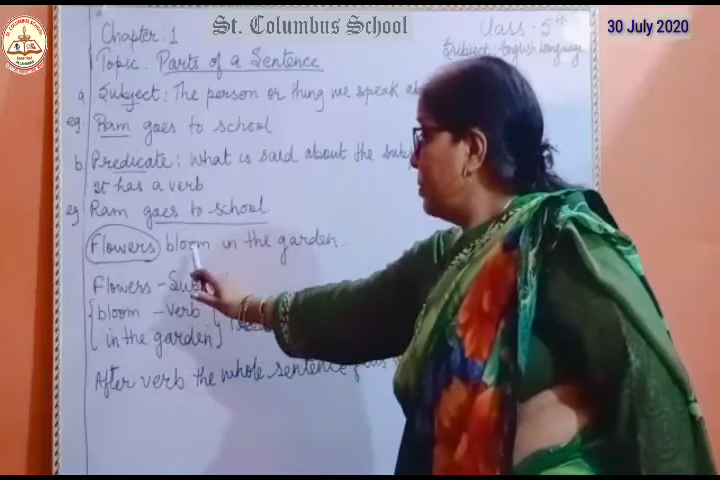 St. Columbus School
30 July 2020
Chapter: 1
Class - 5th
Subject: English Language
Topic. Parts of a Sentence
a Subject: The person or thing we speak
eg Ram goes to school
b. Predicate: What is said about the
It has a verb
eg Ram goes to school
Flowers bloom in the garden.
Flowers -
bloom - verb
in the garden
After verb the whole sentence